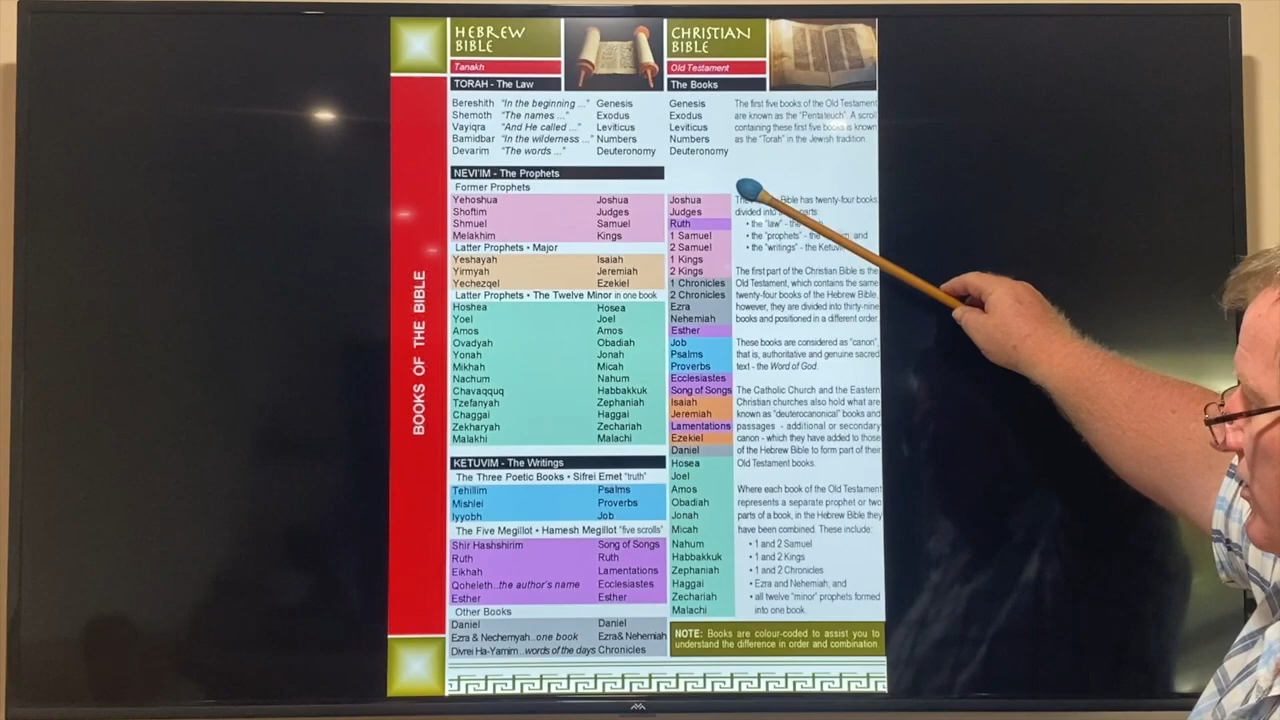 BOOKS OF THE BIBLE
HEBREW
BIBLE
Tanakh
TORAH - The Law
Bereshith "In the beginning ..." Genesis
Shemoth "The names ..." Exodus
Vayiqra "And He called ..." Leviticus
Bamidbar "In the wilderness ..." Numbers
Devarim "The words ..." Deuteronomy
NEVI'IM - The Prophets
Former Prophets
Yehoshua Joshua
Shoftim Judges
Shmuel Samuel
Melakhim Kings
Latter Prophets • Major
Yeshayah Isaiah
Yirmyah Jeremiah
Yechezqel Ezekiel
Latter Prophets • The Twelve Minor in one book
Hoshea Hosea
Yoel Joel
Amos Amos
Ovadyah Obadiah
Yonah Jonah
Mikhah Micah
Nachum Nahum
Chavaqquq Habbakkuk
Tzefanyah Zephaniah
Chaggai Haggai
Zekharyah Zechariah
Malakhi Malachi
KETUVIM - The Writings
The Three Poetic Books • Sifrei Emet "truth"
Tehillim Psalms
Mishlei Proverbs
Iyyobh Job
The Five Megillot • Hamesh Megillot "five scrolls"
Shir Hashshirim Song of Songs
Ruth Ruth
Eikhah Lamentations
Qoheleth...the author's name Ecclesiastes
Esther Esther
Other Books
Daniel Daniel
Ezra & Nechemyah...one book Ezra& Nehemiah
Divrei Ha-Yamim...words of the days Chronicles
CHRISTIAN
BIBLE
Old Testament
The Books
Genesis
Exodus
Leviticus
Numbers
Deuteronomy
Joshua
Judges
Ruth
1 Samuel
2 Samuel
1 Kings
2 Kings
1 Chronicles
2 Chronicles
Ezra
Nehemiah
Esther
Job
Psalms
Proverbs
Ecclesiastes
Song of Songs
Isaiah
Jeremiah
Lamentations
Ezekiel
Daniel
Hosea
Joel
Amos
Obadiah
Jonah
Micah
Nahum
Habbakkuk
Zephaniah
Haggai
Zechariah
Malachi
The first five books of the Old Testament
are known as the "Pentateuch". A scroll
containing these first five books is known
as the "Torah" in the Jewish tradition.
Bible has twenty-four books,
divided into parts:
• the "law" - the
• the "prophets" - the and
• the "writings" - the
The first part of the Christian Bible is the
Old Testament, which contains the same
twenty-four books of the Hebrew Bible,
however, they are divided into thirty-nine
books and positioned in a different order.
These books are considered as "canon",
that is, authoritative and genuine sacred
text - the Word of God.
The Catholic Church and the Eastern
Christian churches also hold what are
known as "deuterocanonical" books and
passages - additional or secondary
canon - which they have added to those
of the Hebrew Bible to form part of their
Old Testament books.
Where each book of the Old Testament
represents a separate prophet or two
parts of a book, in the Hebrew Bible they
have been combined. These include:
• 1 and 2 Samuel
• 1 and 2 Kings
• 1 and 2 Chronicles
• Ezra and Nehemiah; and
• all twelve "minor" prophets formed
into one book.
NOTE: Books are colour-coded to assist you to
understand the difference in order and combination.